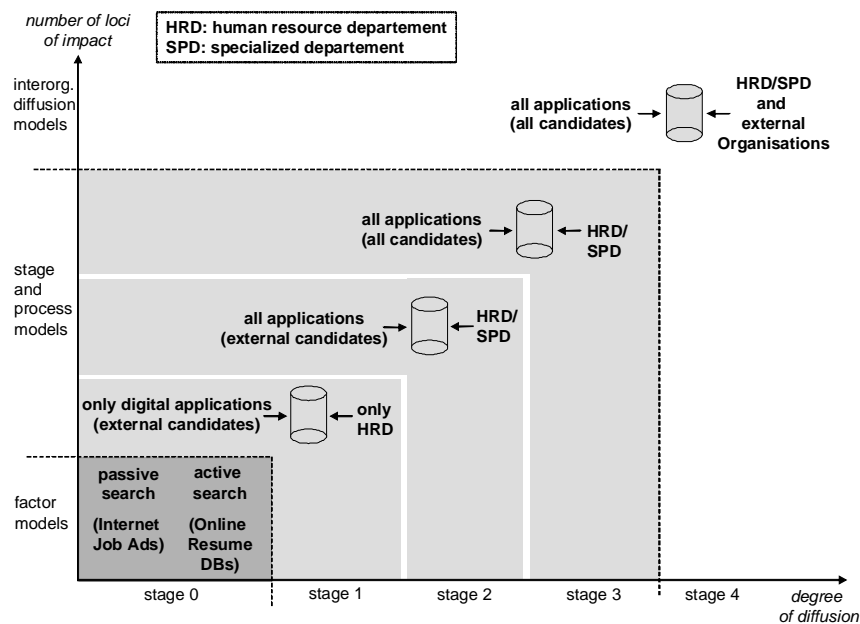 number of loci
of impact
HRD: human resource departement
SPD: specialized departement
interorg.
diffusion
models
all applications
(all candidates)
HRD/SPD
and
external
Organisations
all applications
(all candidates)
HRD/
SPD
stage
and
process
models
all applications
(external candidates)
HRD/
SPD
only digital applications
(external candidates)
only
HRD
factor
models
passive
search
(Internet
Job Ads)
active
search
(Online
Resume
DBs)
stage 0
stage 1
stage 2
stage 3
stage 4
degree
of diffusion